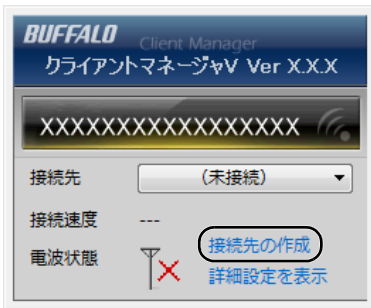 BUFFALO Client Manager
クライアントマネージャV Ver X.X.X
XXXXXXXXXXXXXXXXX
接続先 (未接続)
接続速度 ---
電波状態 接続先の作成
詳細設定を表示